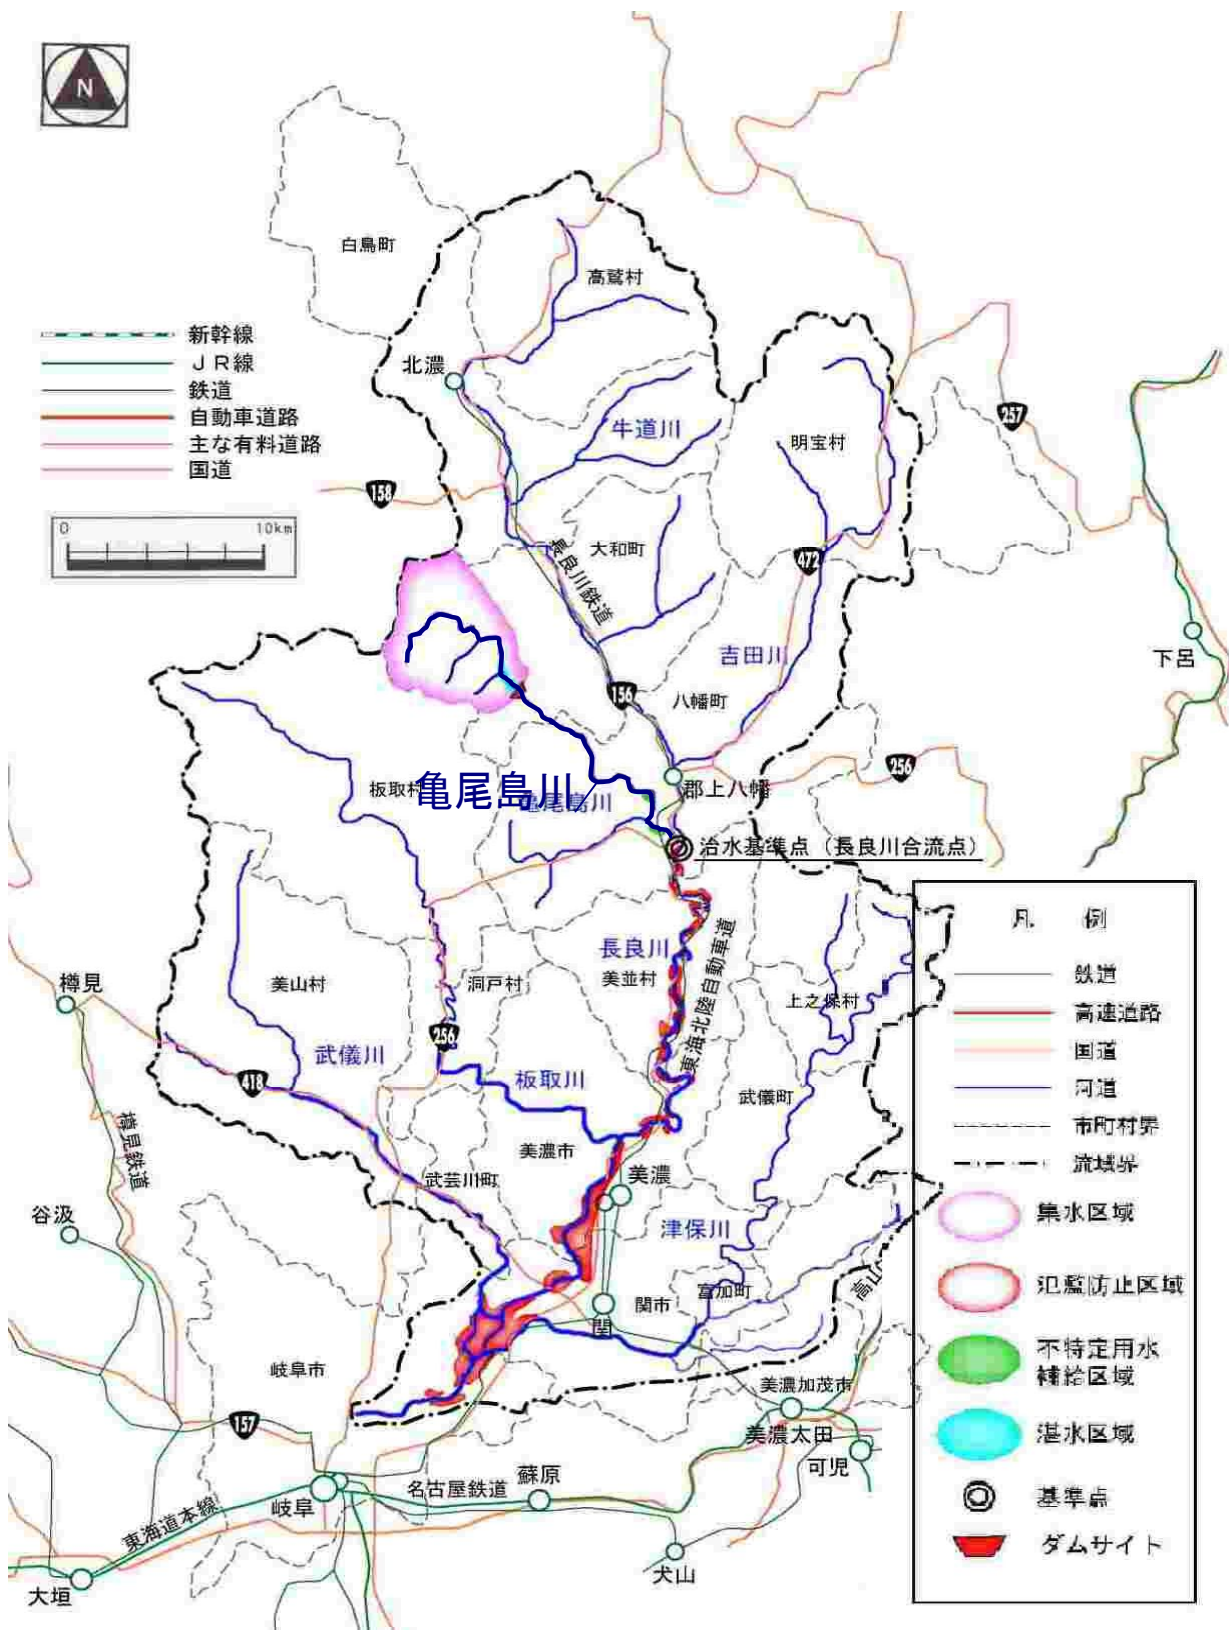 N
白鳥町
高鷲村
新幹線
JR線
鉄道
自動車道路
主な有料道路
国道
北濃
牛道川
明宝村
257
158
0 10km
大和町
長良川鉄道
472
吉田川
下呂
156
八幡町
256
板取村
亀尾島川
亀尾島川
郡上八幡
治水基準点（長良川合流点）
長良川
美並村
東海北陸自動車道
樽見
美山村
洞戸村
上之保村
256
武儀川
418
板取川
武儀町
樽見鉄道
美濃市
武芸川町
美濃
谷汲
津保川
富加町
関市
関
高山
岐阜市
美濃加茂市
157
美濃太田
可児
名古屋鉄道
蘇原
岐阜
東海道本線
犬山
大垣
凡 例
鉄道
高速道路
国道
河道
市町村界
流域界
集水区域
氾濫防止区域
不特定用水
補給区域
湛水区域
基準点
ダムサイト